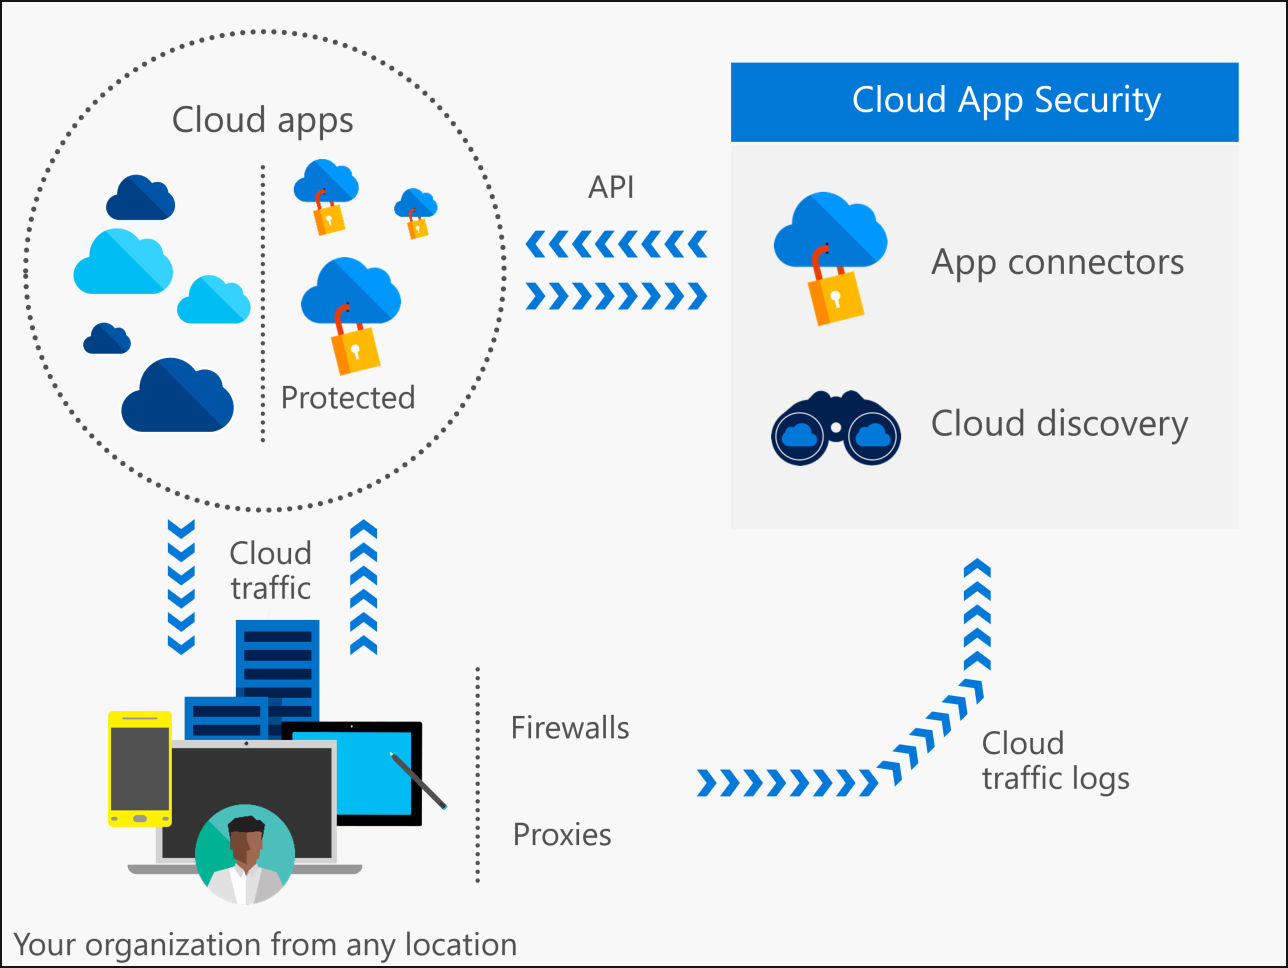 Cloud apps
Protected
API
Cloud App Security
App connectors
Cloud discovery
Cloud
traffic
Firewalls
Proxies
Cloud
traffic logs
Your organization from any location